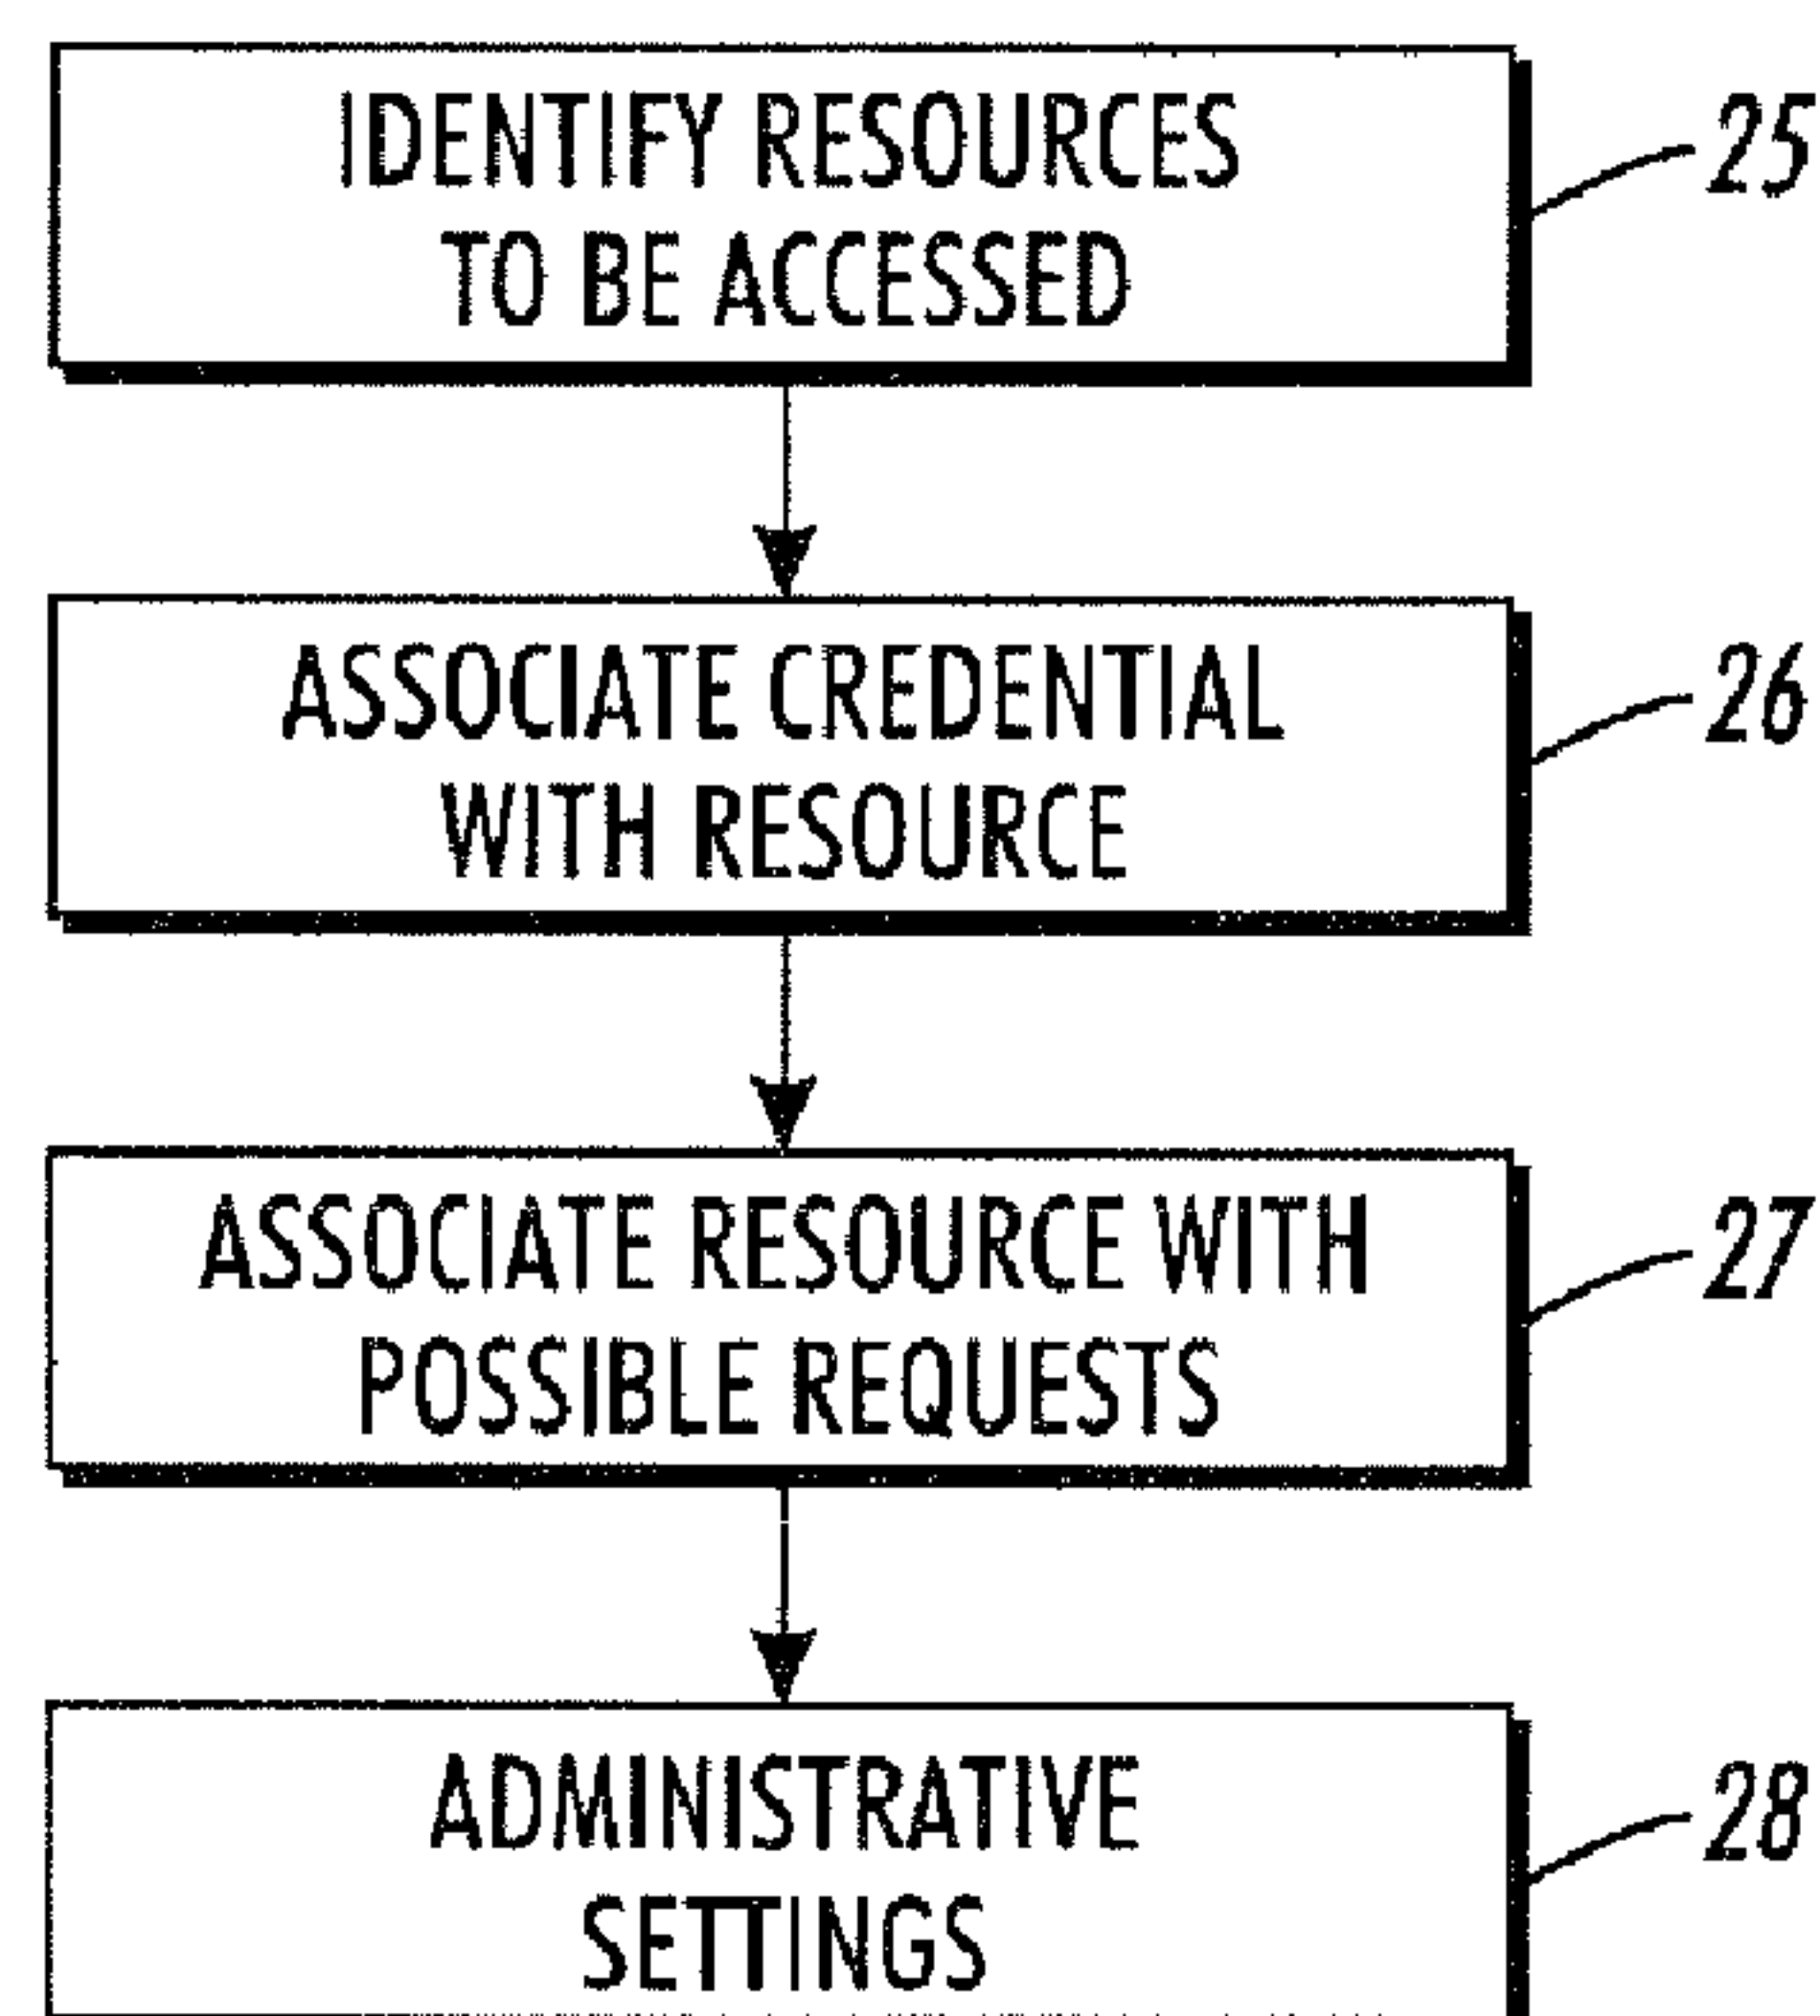 IDENTIFY RESOURCES
TO BE ACCESSED
25
ASSOCIATE CREDENTIAL
WITH RESOURCE
26
ASSOCIATE RESOURCE WITH
POSSIBLE REQUESTS
27
ADMINISTRATIVE
SETTINGS
28